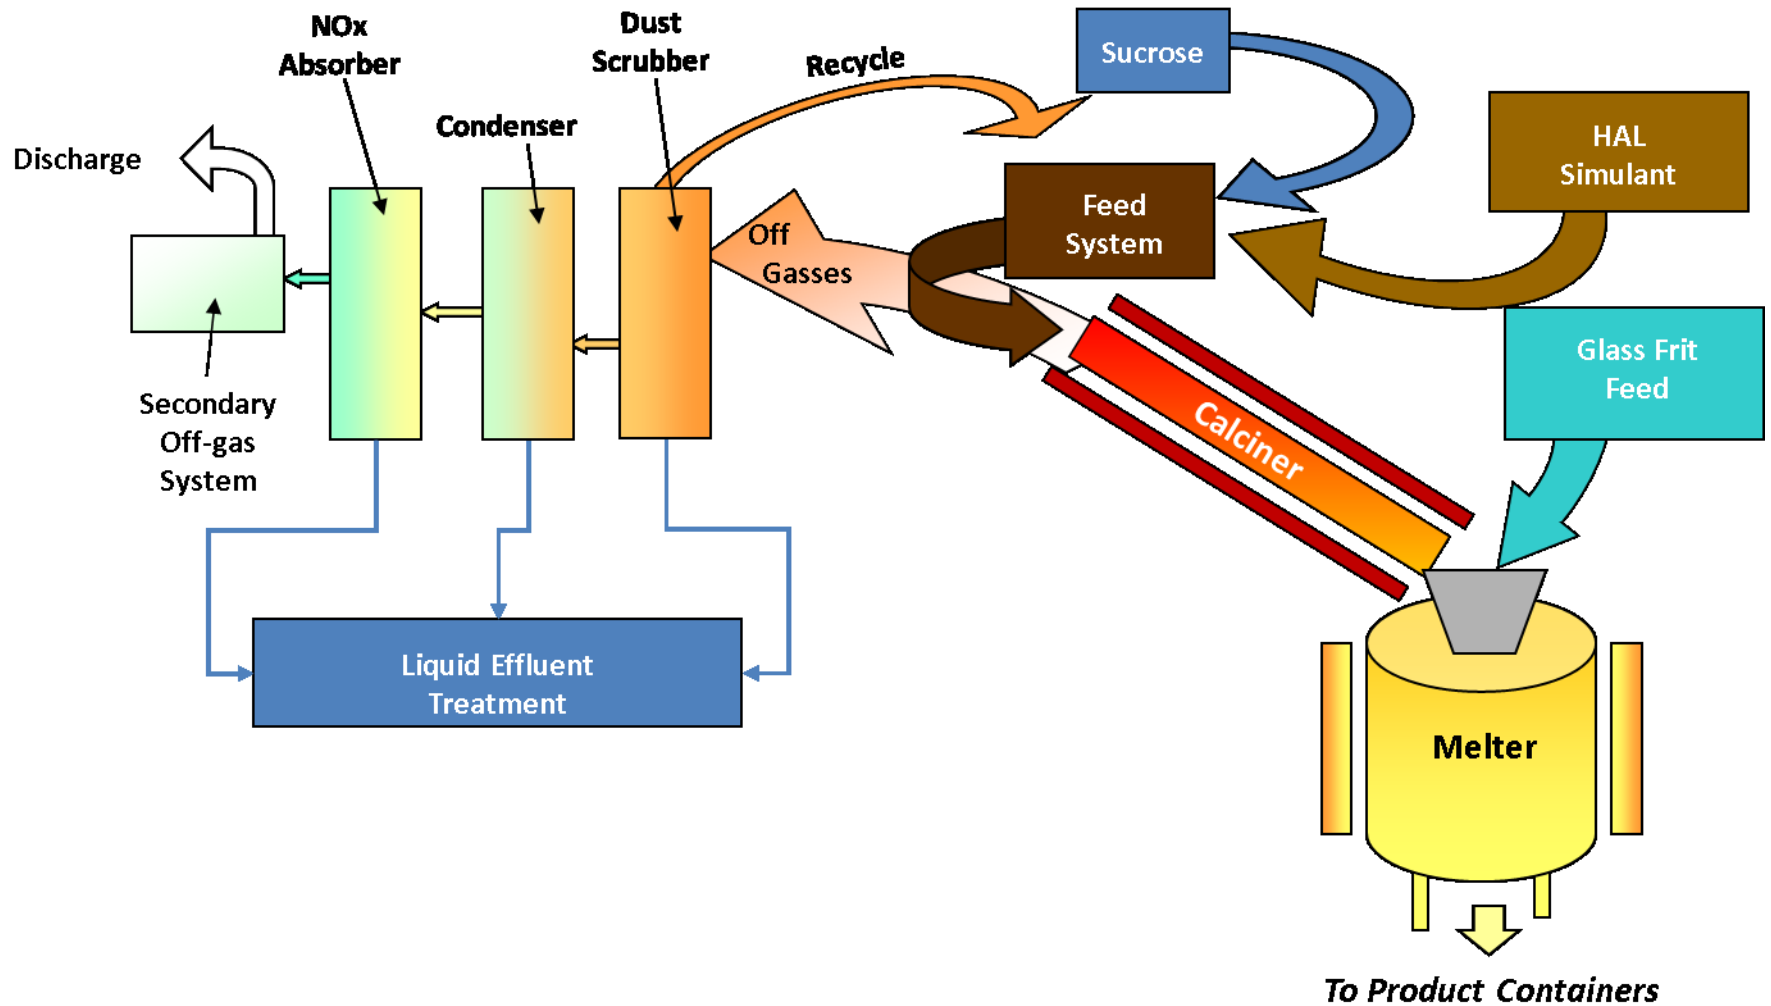 NOx
Absorber
Dust
Scrubber
Recycle
Sucrose
Condenser
HAL
Simulant
Discharge
Feed
System
Off
Gasses
Glass Frit
Feed
Calciner
Secondary
Off-gas
System
Liquid Effluent
Treatment
Melter
To Product Containers